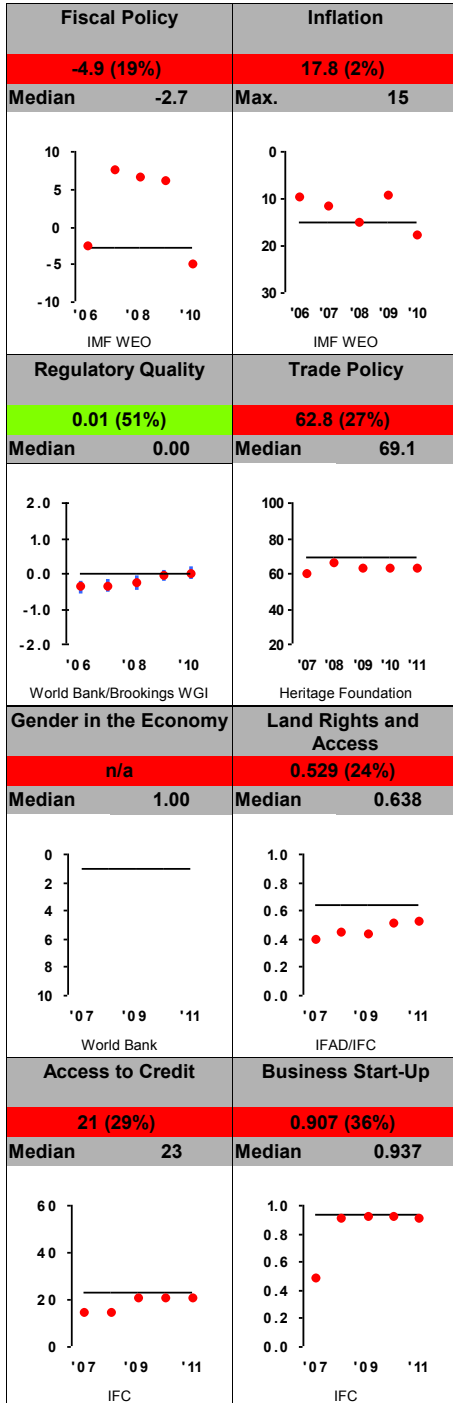 Fiscal Policy
-4.9 (19%)
Median -2.7
10
5
0
-5
-10
'06 '08 '10
IMF WEO
Inflation
17.8 (2%)
Max. 15
0
10
20
30
'06 '07 '08 '09 '10
IMF WEO
Regulatory Quality
0.01 (51%)
Median 0.00
2.0
1.0
0.0
-1.0
-2.0
'06 '08 '10
World Bank/Brookings WGI
Trade Policy
62.8 (27%)
Median 69.1
100
80
60
40
20
'07 '08 '09 '10 '11
Heritage Foundation
Gender in the Economy
n/a
Median 1.00
0
2
4
6
8
10
'07 '09 '11
World Bank
Land Rights and
Access
0.529 (24%)
Median 0.638
1.0
0.8
0.6
0.4
0.2
0.0
'07 '09 '11
IFAD/IFC
Access to Credit
21 (29%)
Median 23
60
40
20
0
'07 '09 '11
IFC
Business Start-Up
0.907 (36%)
Median 0.937
1.0
0.8
0.6
0.4
0.2
0.0
'07 '09 '11
IFC